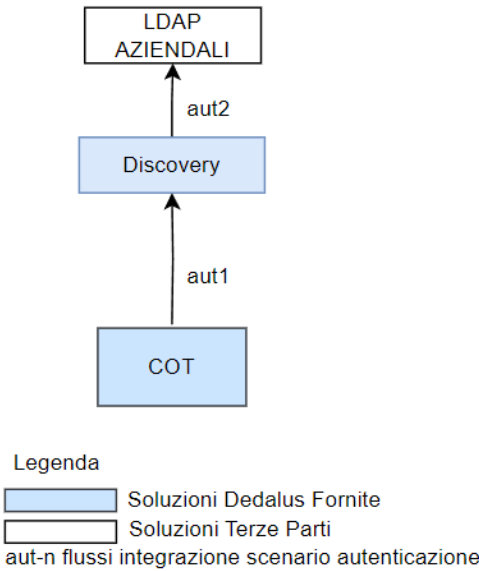 LDAP
AZIENDALI
aut2
Discovery
aut1
COT
Legenda
Soluzioni Dedalus Fornite
Soluzioni Terze Parti
aut-n flussi integrazione scenario autenticazione